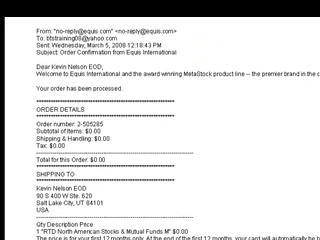 From: "no-reply@equis.com" <no-reply@equis.com>
To: btstraining08@yahoo.com
Sent: Wednesday, March 5, 2008 12:18:43 PM
Subject: Order Confirmation from Equis International
Dear Kevin Nelson EOD,
Welcome to Equis International and the award winning MetaStock product line -- the premier brand in the
Your order has been processed.
****************************************************
ORDER DETAILS
****************************************************
Order number: 2-505285
Subtotal of Items: $0.00
Shipping & Handling: $0.00
Tax: $0.00
------------------------------------------------------------
Total for this Order: $0.00
****************************************************
SHIPPING TO
****************************************************
Kevin Nelson EOD
90 S 400 W Ste. 620
Salt Lake City, UT 84101
USA
------------------------------------------------------------
Qty Description Price
1 "RTD North American Stocks & Mutual Funds M" $0.00
The price is for your first 12 months only. At the end of the first 12 months, your card will automatically be